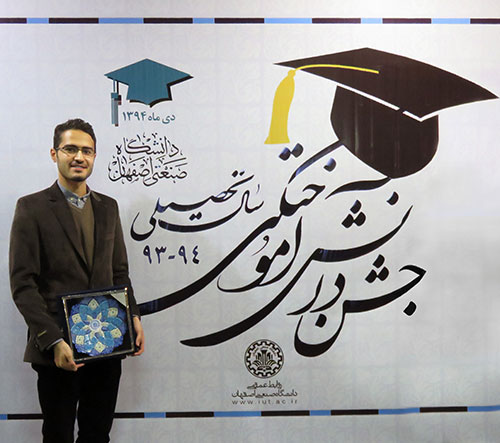 دی ماه ۱۳۹۴
دانشگاه
صنعتی اصفهان
جشن دانش آموختگی
سال تحصیلی
۹۳-۹۴
روابط عمومی
دانشگاه صنعتی اصفهان
www.iut.ac.ir